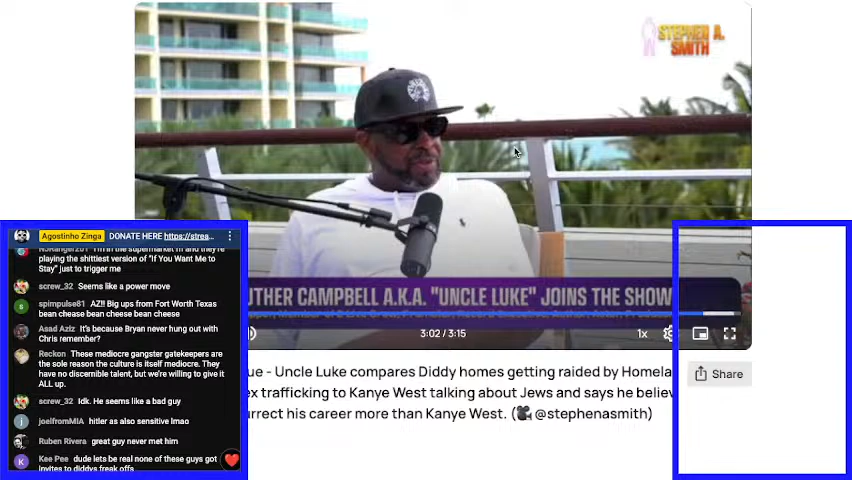 STEPHEN A.
SMITH
UTHER CAMPBELL A.K.A. "UNCLE LUKE" JOINS THE SHOW
3:02 / 3:15
1x
Share
ue - Uncle Luke compares Diddy homes getting raided by Homela
ex trafficking to Kanye West talking about Jews and says he believ
urrect his career more than Kanye West. (🎥 @stephenasmith)
Agostinho Zinga DONATE HERE https://strea...
I'm in the supermarket rn and they're
playing the shittiest version of "If You Want Me to
Stay" just to trigger me
screw_32 Seems like a power move
spimpulse81 AZ!! Big ups from Fort Worth Texas
bean chease bean cheese bean cheese
Asad Aziz It's because Bryan never hung out with
Chris remember?
Reckon These mediocre gangster gatekeepers are
the sole reason the culture is itself mediocre. They
have no discernible talent, but we're willing to give it
ALL up.
screw_32 Idk. He seems like a bad guy
joelfromMIA hitler as also sensitive lmao
Ruben Rivera great guy never met him
Kee Pee dude lets be real none of these guys got
invites to diddys freak offs